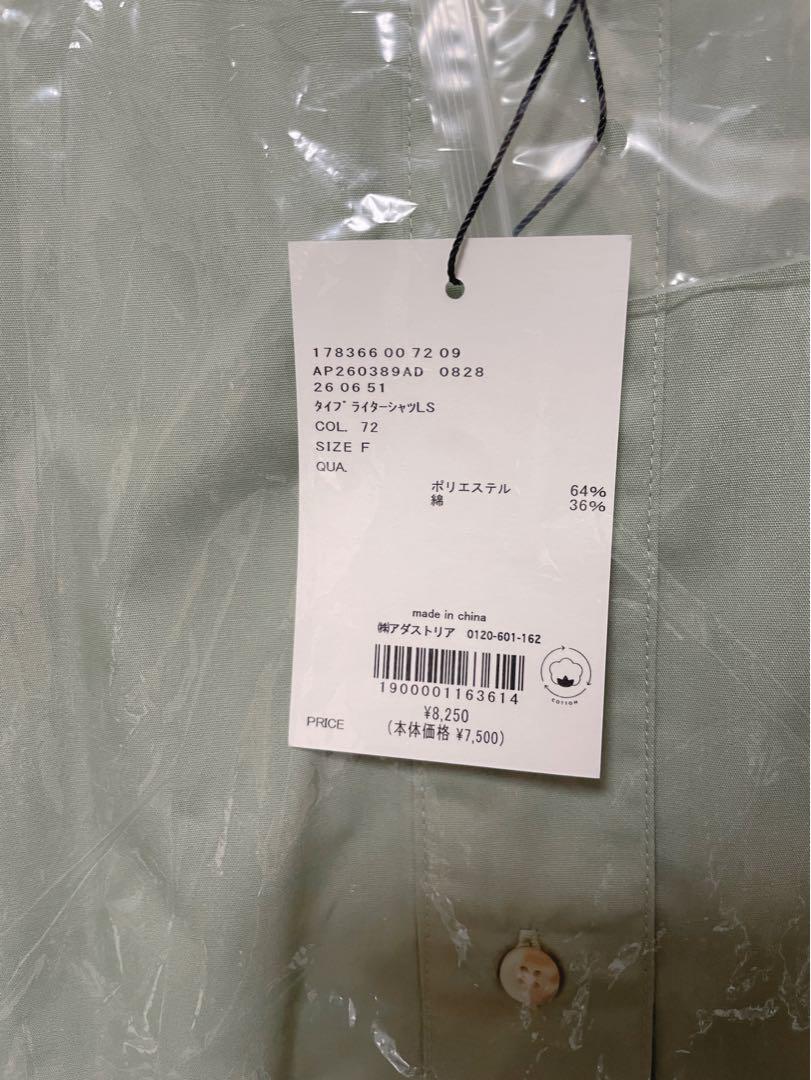 178366 00 72 09
AP260389AD 0828
26 06 51
ﾀｲﾌﾟﾗｲﾀｰｼｬﾂLS
COL. 72
SIZE F
QUA.
ポリエステル 64%
綿 36%
made in china
㈱アダストリア 0120-601-162
1900001163614
COTTON
¥8,250
PRICE (本体価格 ¥7,500)